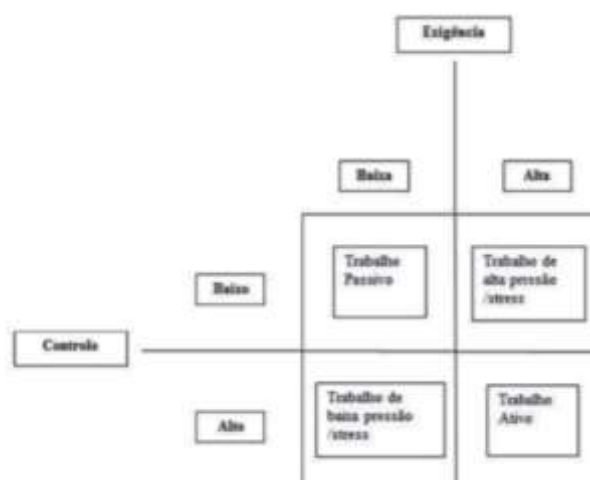 Exigência
Baixa
Alta
Trabalho
Passivo
Trabalho de
alta pressão
/stress
Baixo
Controlo
Trabalho de
baixa pressão
/stress
Trabalho
Ativo
Alto